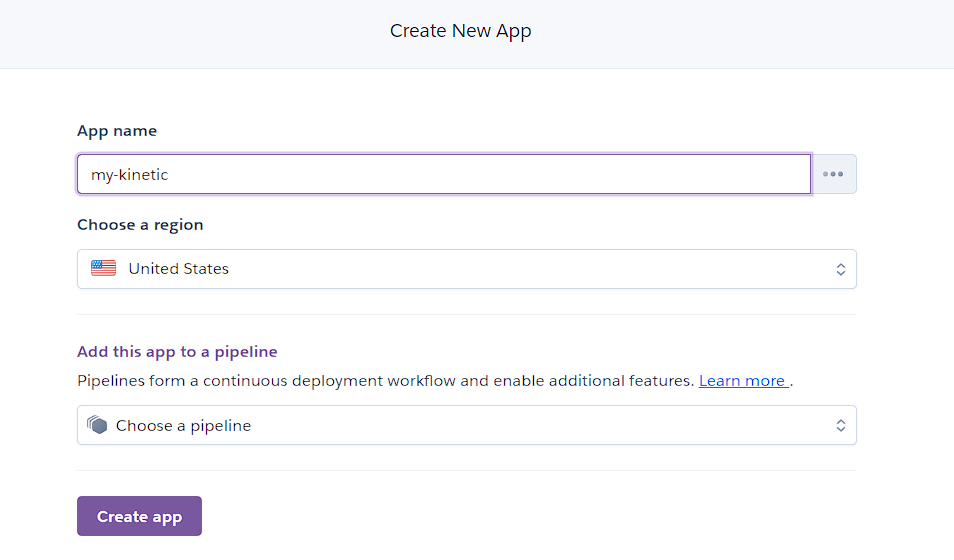 Create New App
App name
my-kinetic
Choose a region
United States
Add this app to a pipeline
Pipelines form a continuous deployment workflow and enable additional features. Learn more .
Choose a pipeline
Create app